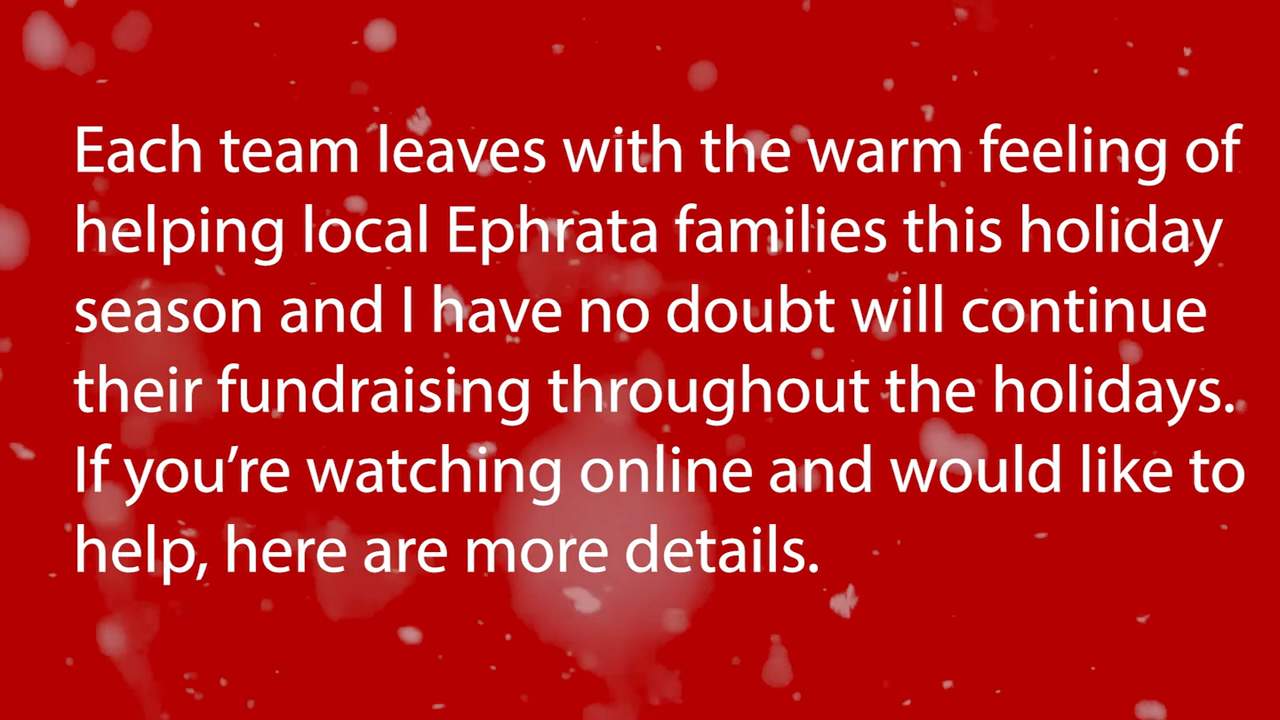 Each team leaves with the warm feeling of
helping local Ephrata families this holiday
season and I have no doubt will continue
their fundraising throughout the holidays.
If you’re watching online and would like to
help, here are more details.